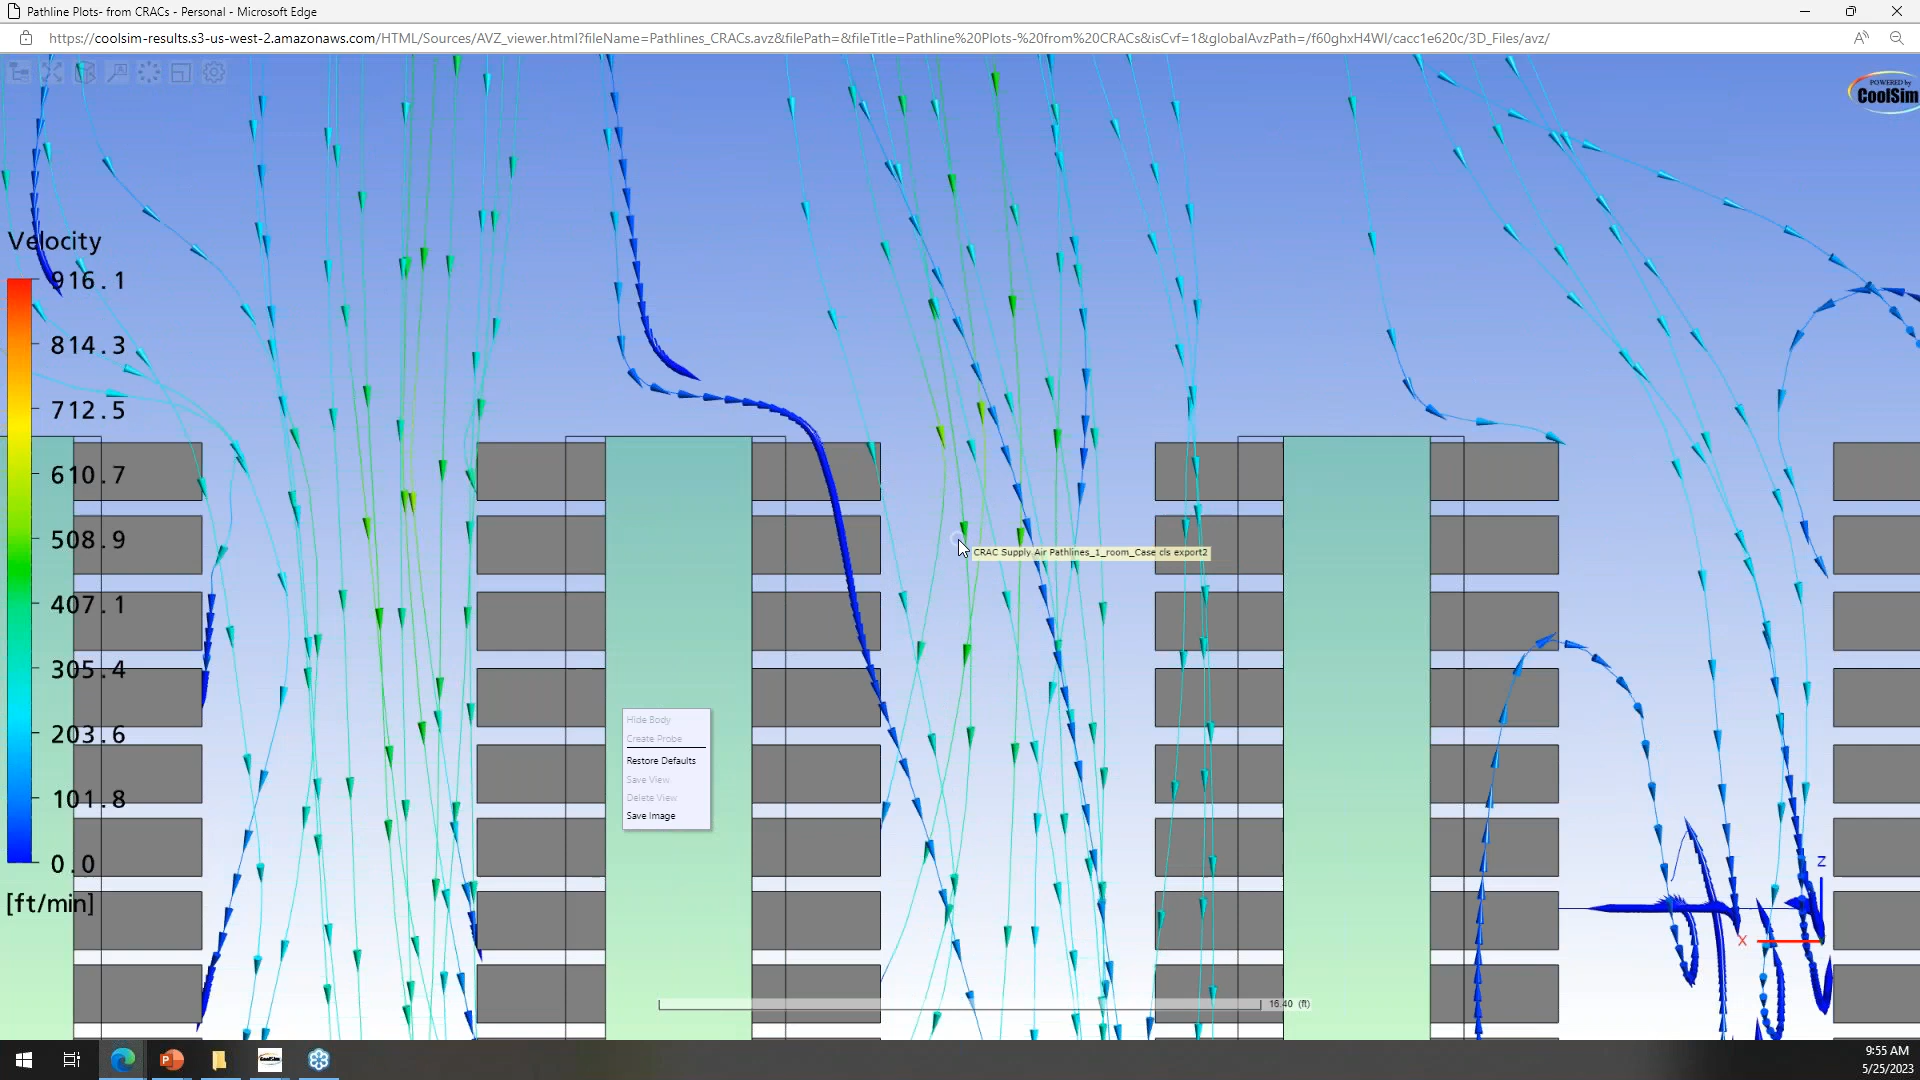 Pathline Plots- from CRACs - Personal - Microsoft Edge
https://coolsim-results.s3-us-west-2.amazonaws.com/HTML/Sources/AVZ_viewer.html?fileName=Pathlines_CRACs.avz&filePath=&fileTitle=Pathline%20Plots-%20from%20CRACs&isCvf=1&globalAvzPath=/f60ghxH4WI/cacc1e620c/3D_Files/avz/
POWERED by
CoolSim
Velocity
916.1
814.3
712.5
610.7
508.9
407.1
305.4
203.6
101.8
0.0
[ft/min]
CRAC Supply Air Pathlines_1_room_Case cls export2
Hide Body
Create Probe
Restore Defaults
Save View
Delete View
Save Image
Z
X
16.40 (ft)
CoolSim
9:55 AM
5/25/2023